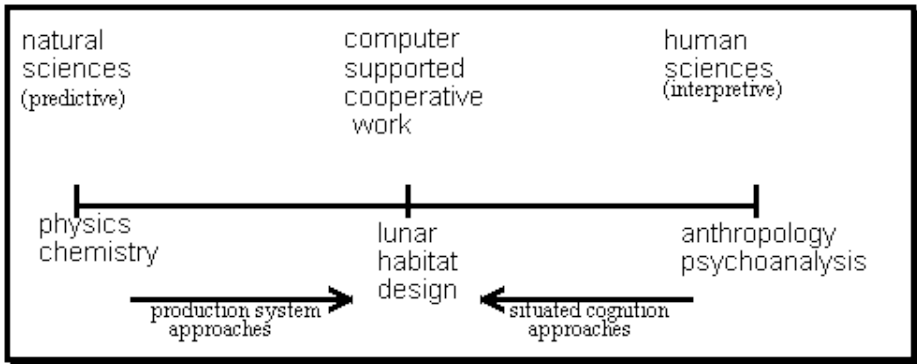 natural
sciences
(predictive)
computer
supported
cooperative
work
human
sciences
(interpretive)
physics
chemistry
lunar
habitat
design
anthropology
psychoanalysis
production system
approaches
situated cognition
approaches